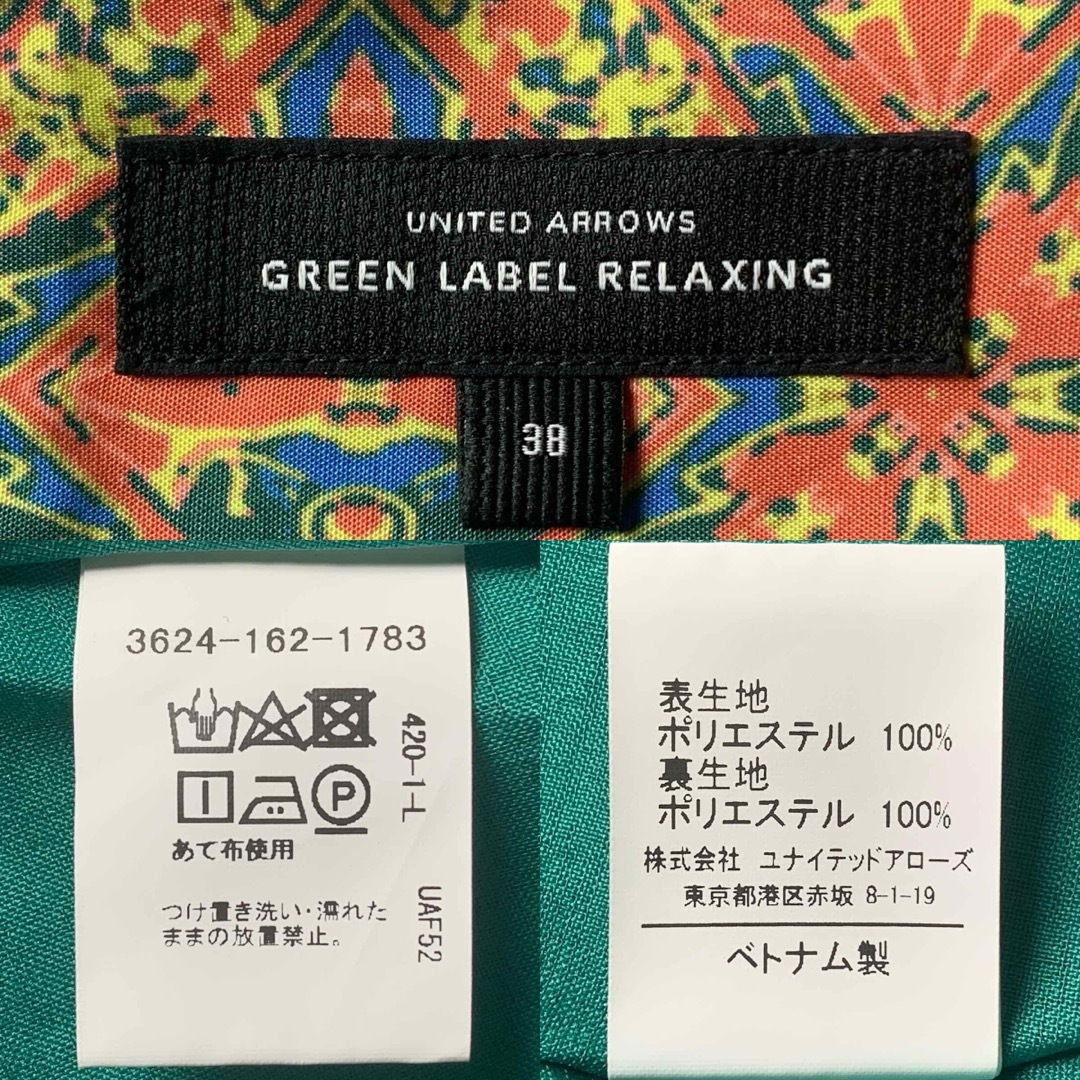 UNITED ARROWS
GREEN LABEL RELAXING
38
3624-162-1783
P
あて布使用
つけ置き洗い・濡れた
ままの放置禁止。
420-1-L
UAF52
表生地
ポリエステル 100%
裏生地
ポリエステル 100%
株式会社 ユナイテッドアローズ
東京都港区赤坂 8-1-19
ベトナム製